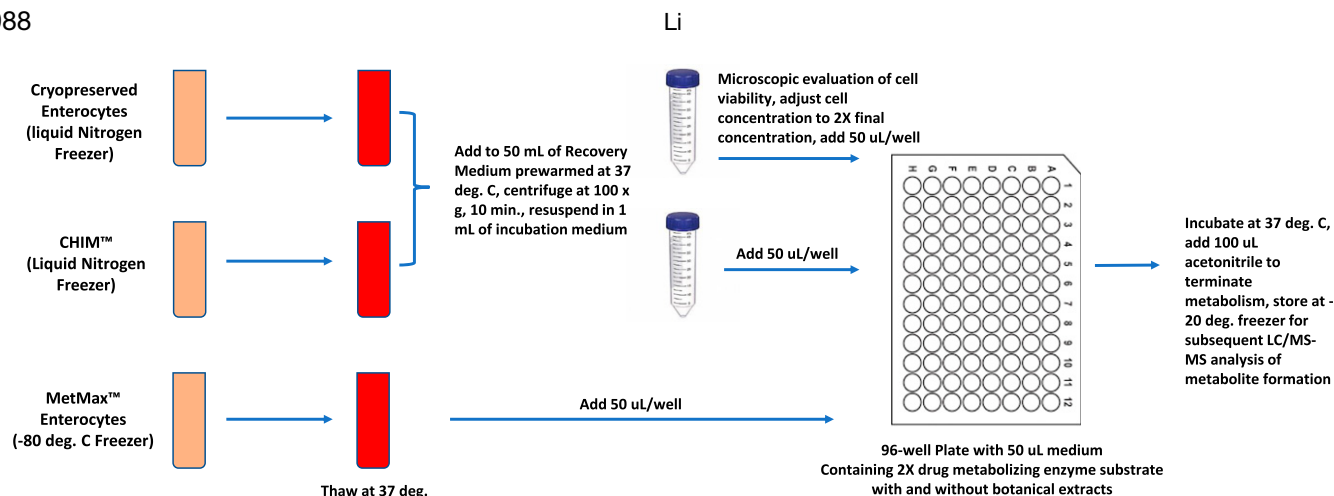 088
Li
Cryopreserved
Enterocytes
(liquid Nitrogen
Freezer)
CHIM™
(Liquid Nitrogen
Freezer)
MetMax™
Enterocytes
(-80 deg. C Freezer)
Thaw at 37 deg.
Add to 50 mL of Recovery
Medium prewarmed at 37
deg. C, centrifuge at 100 x
g, 10 min., resuspend in 1
mL of incubation medium
Microscopic evaluation of cell
viability, adjust cell
concentration to 2X final
concentration, add 50 uL/well
Add 50 uL/well
Add 50 uL/well
H G F E D C B A
1
2
3
4
5
6
7
8
9
10
11
12
96-well Plate with 50 uL medium
Containing 2X drug metabolizing enzyme substrate
with and without botanical extracts
Incubate at 37 deg. C,
add 100 uL
acetonitrile to
terminate
metabolism, store at -
20 deg. freezer for
subsequent LC/MS-
MS analysis of
metabolite formation